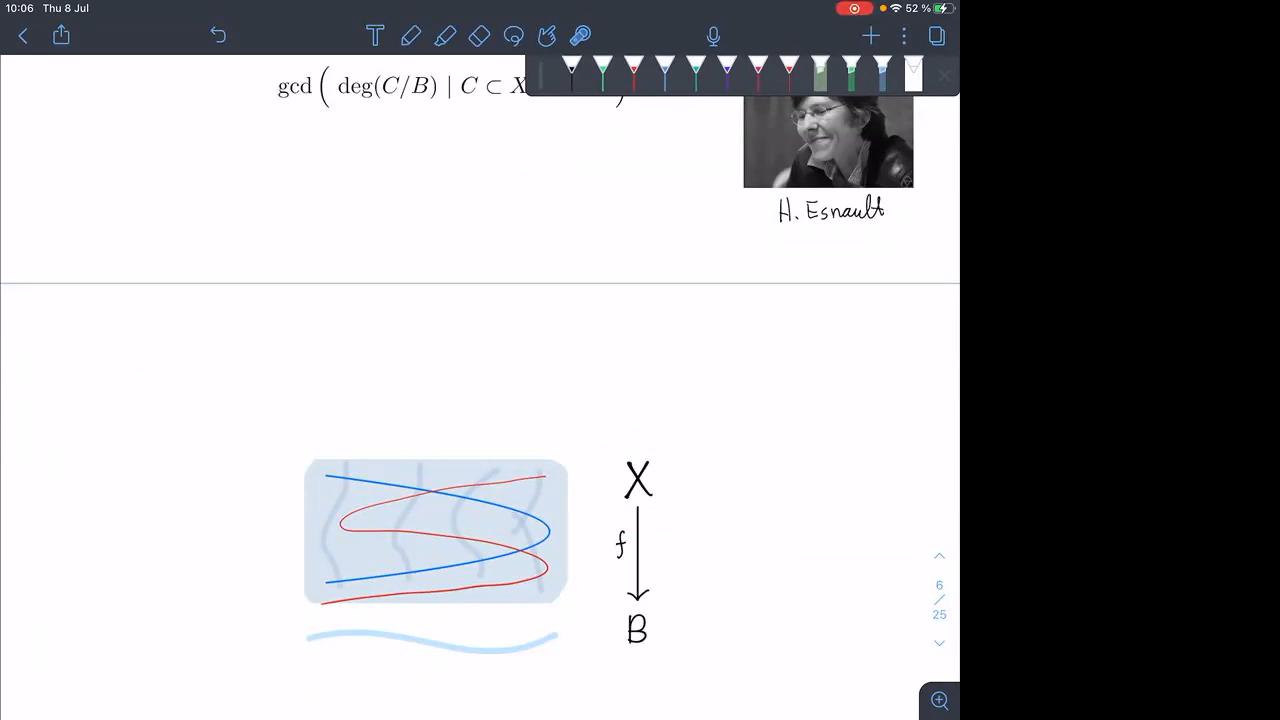 10:06 Thu 8 Jul 52 %
gcd ( deg(C/B) | C ⊂ X )
H. Esnault
X
f
B
6
/
25